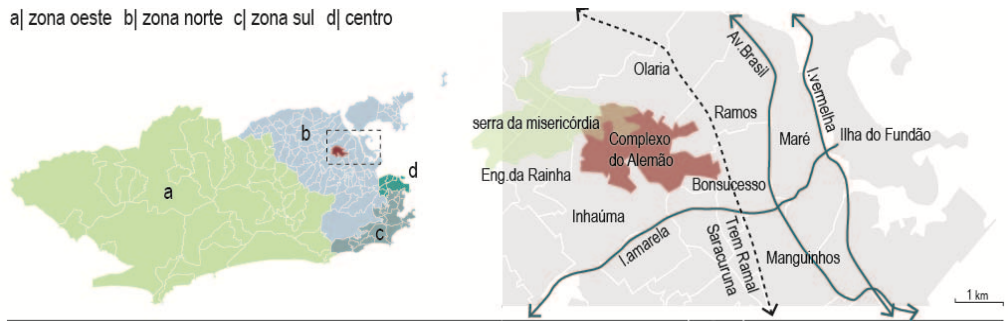 a| zona oeste b| zona norte c| zona sul d| centro
a
b
c
d
Olaria
Av.Brasil
l.vermelha
Ramos
serra da misericórdia
Complexo
do Alemão
Maré
Ilha do Fundão
Eng.da Rainha
Bonsucesso
Inhaúma
l.amarela
Trem Ramal
Saracuruna
Manguinhos
1 km